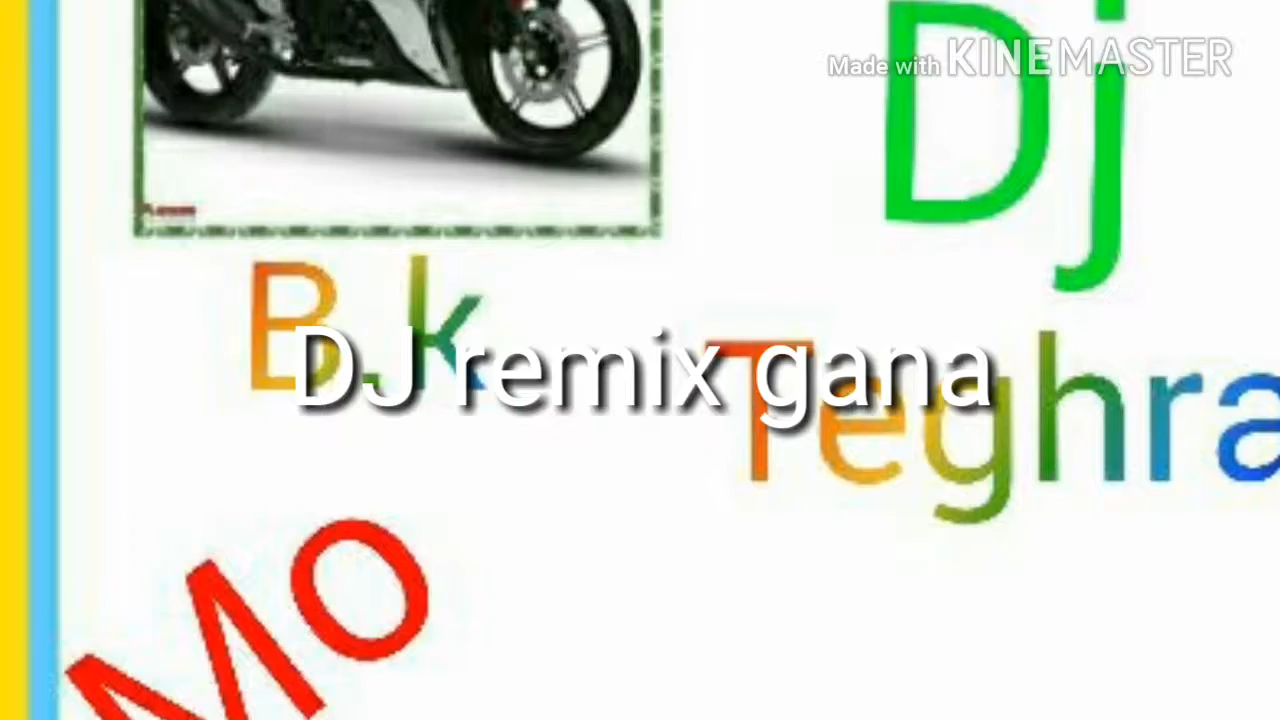 Made with KINEMASTER
Dj
B.k
DJ remix gana
Teghra
Mo